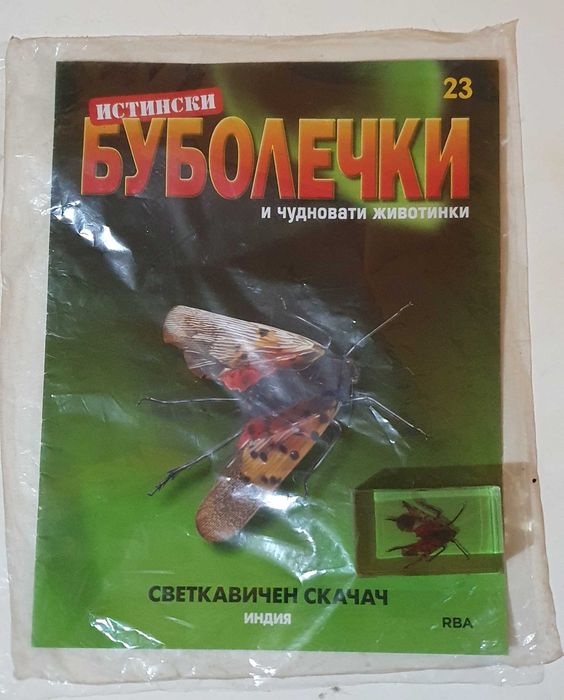 23
ИСТИНСКИ
БУБОЛЕЧКИ
и чудновати животинки
СВЕТКАВИЧЕН СКАЧАЧ
ИНДИЯ
RBA